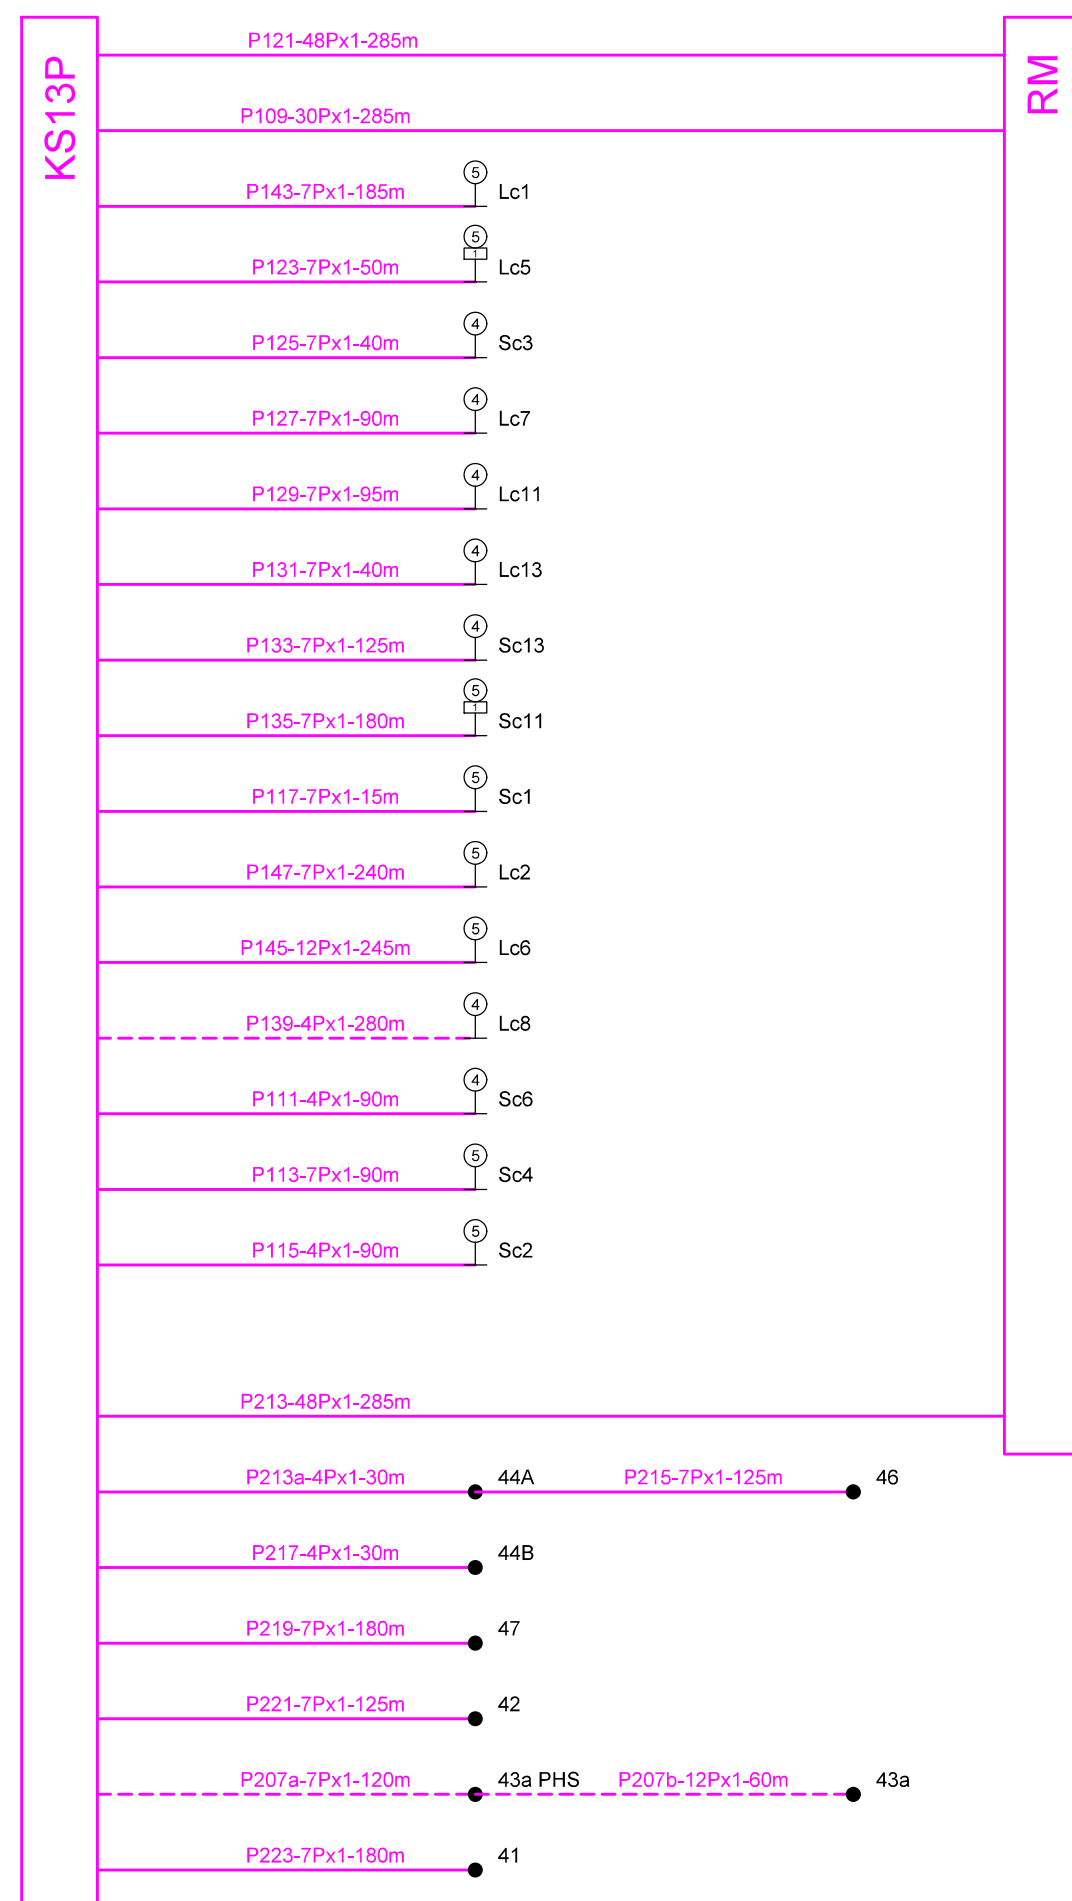 KS13P
RM
P121-48Px1-285m
P109-30Px1-285m
5
P143-7Px1-185m Lc1
5
1
P123-7Px1-50m Lc5
4
P125-7Px1-40m Sc3
4
P127-7Px1-90m Lc7
4
P129-7Px1-95m Lc11
4
P131-7Px1-40m Lc13
4
P133-7Px1-125m Sc13
5
1
P135-7Px1-180m Sc11
5
P117-7Px1-15m Sc1
5
P147-7Px1-240m Lc2
5
P145-12Px1-245m Lc6
4
P139-4Px1-280m Lc8
4
P111-4Px1-90m Sc6
5
P113-7Px1-90m Sc4
5
P115-4Px1-90m Sc2
P213-48Px1-285m
P213a-4Px1-30m 44A P215-7Px1-125m 46
P217-4Px1-30m 44B
P219-7Px1-180m 47
P221-7Px1-125m 42
P207a-7Px1-120m 43a PHS P207b-12Px1-60m 43a
P223-7Px1-180m 41